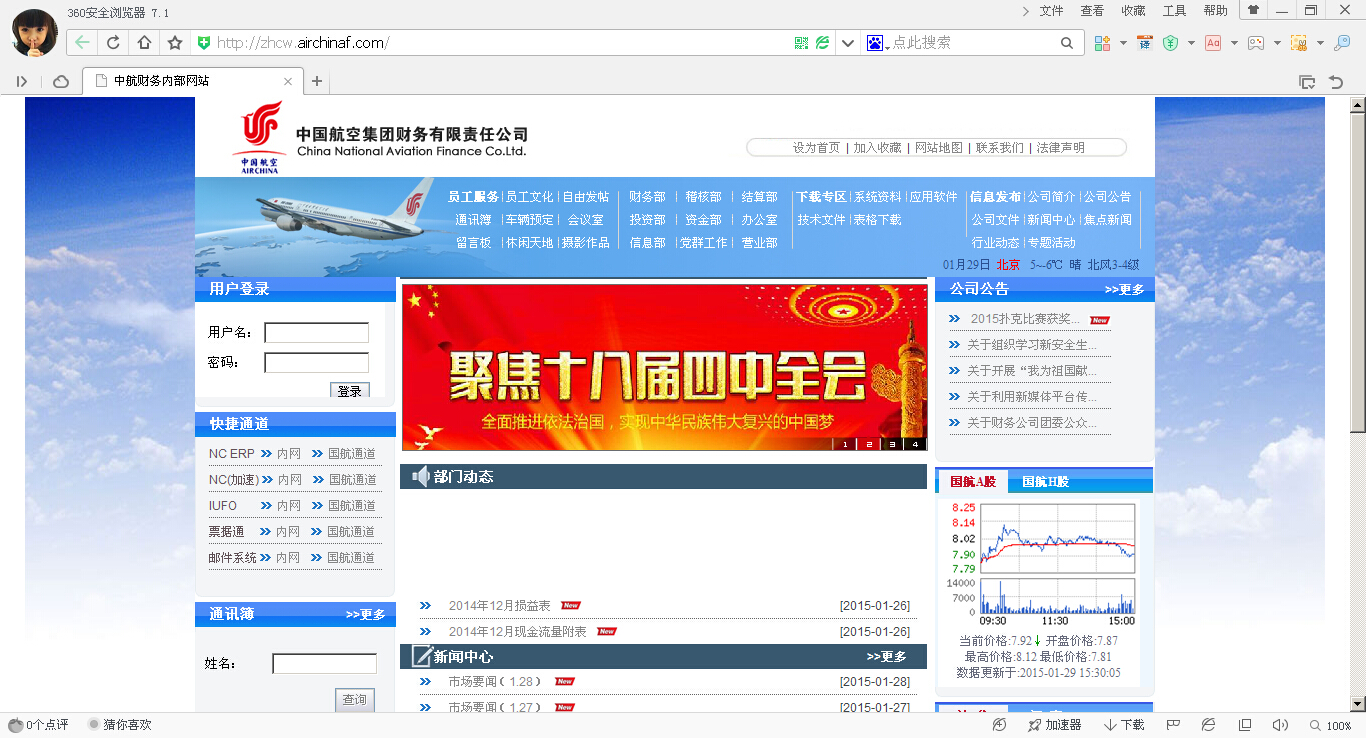 360安全浏览器 7.1
文件 查看 收藏 工具 帮助
http://zhcw.airchinaf.com/
点此搜索
中航财务内部网站
中国航空集团财务有限责任公司
China National Aviation Finance Co.Ltd.
中国航空
AIRCHINA
设为首页 | 加入收藏 | 网站地图 | 联系我们 | 法律声明
员工服务 | 员工文化 | 自由发帖 财务部 | 稽核部 | 结算部 下载专区 | 系统资料 | 应用软件 信息发布 | 公司简介 | 公司公告
通讯簿 | 车辆预定 | 会议室 投资部 | 资金部 | 办公室 技术文件 | 表格下载 公司文件 | 新闻中心 | 焦点新闻
留言板 | 休闲天地 | 摄影作品 信息部 | 党群工作 | 营业部 行业动态 | 专题活动
01月29日 北京 5~-6℃ 晴 北风3-4级
用户登录
用户名：
密码：
登录
快捷通道
NC ERP 内网 国航通道
NC(加速) 内网 国航通道
IUFO 内网 国航通道
票据通 内网 国航通道
邮件系统 内网 国航通道
通讯簿 >>更多
姓名：
查询
聚焦十八届四中全会
全面推进依法治国，实现中华民族伟大复兴的中国梦
1 2 3 4
部门动态
2014年12月损益表 New [2015-01-26]
2014年12月现金流量附表 New [2015-01-26]
新闻中心 >>更多
市场要闻（1.28） New [2015-01-28]
市场要闻（1.27） New [2015-01-27]
公司公告 >>更多
2015扑克比赛获奖... New
关于组织学习新安全生...
关于开展“我为祖国献...
关于利用新媒体平台传...
关于财务公司团委公众...
国航A股 国航H股
8.25
8.14
8.02
7.90
7.79
14000
7000
0
09:30 11:30 15:00
当前价格:7.92↓ 开盘价格:7.87
最高价格:8.12 最低价格:7.81
数据更新于:2015-01-29 15:30:05
0个点评 猜你喜欢
加速器 下载 100%